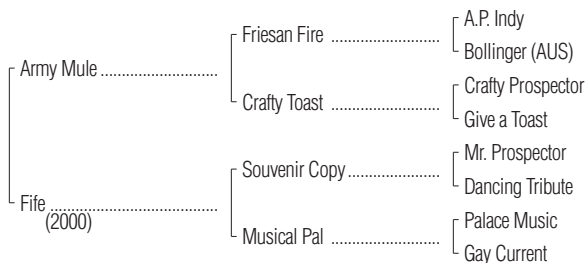 A.P. Indy
Friesan Fire ........................
Bollinger (AUS)
Army Mule ..........................
Crafty Prospector
Crafty Toast ........................
Give a Toast
Mr. Prospector
Souvenir Copy ....................
Dancing Tribute
Fife .....................................
(2000)
Palace Music
Musical Pal ........................
Gay Current